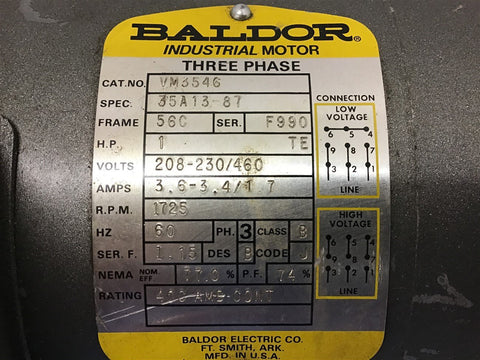 BALDOR®
INDUSTRIAL MOTOR
THREE PHASE
CAT.NO. VM3546
SPEC. 35A13-87
FRAME 56C SER. F990
H.P. 1 TE
VOLTS 208-230/460
AMPS 3.6-3.4/1.7
R.P.M. 1725
HZ 60 PH. 3 CLASS B
SER. F. 1.15 DES B CODE J
NEMA NOM. EFF 77.0 % P.F. 74 %
RATING 40C AMB-CONT
CONNECTION
LOW
VOLTAGE
6 5 4
9 8 7
3 2 1
LINE
HIGH
VOLTAGE
6 5 4
9 8 7
3 2 1
LINE
BALDOR ELECTRIC CO.
FT. SMITH, ARK.
MFD. IN U.S.A.